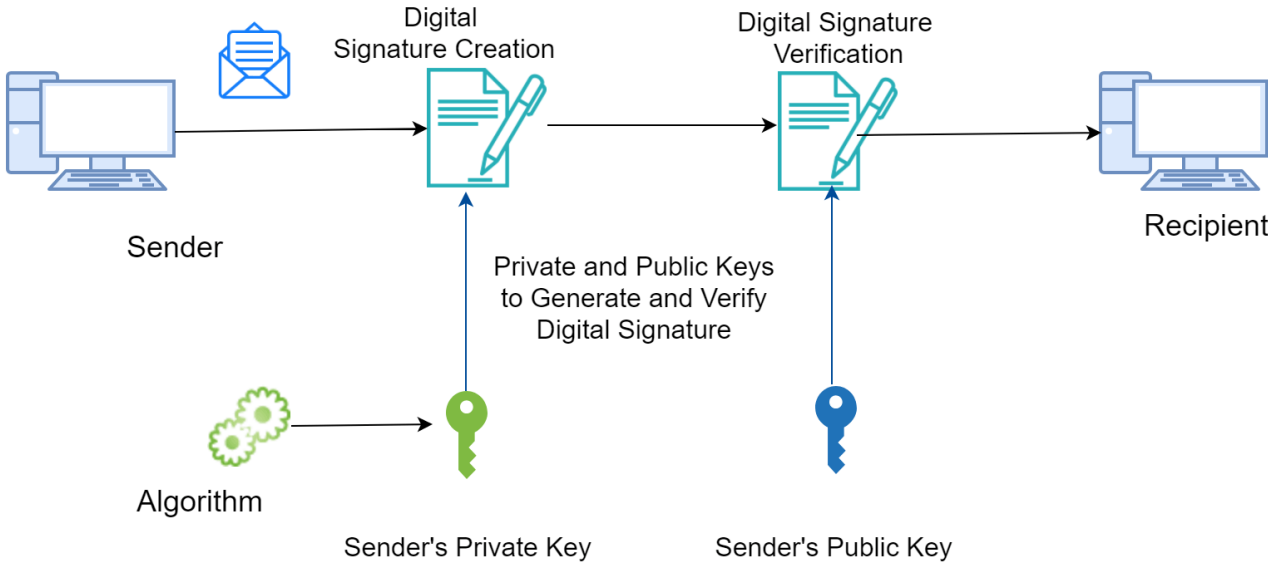 Digital
Signature Creation
Digital Signature
Verification
Sender
Recipient
Private and Public Keys
to Generate and Verify
Digital Signature
Algorithm
Sender's Private Key
Sender's Public Key